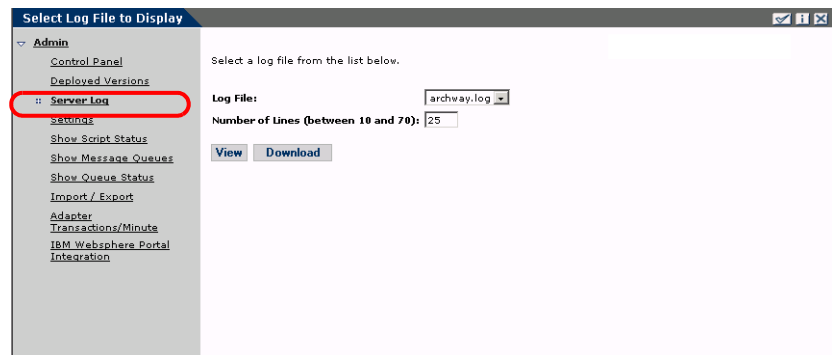 Select Log File to Display
Admin
Control Panel
Deployed Versions
Server Log
Settings
Show Script Status
Show Message Queues
Show Queue Status
Import / Export
Adapter
Transactions/Minute
IBM Websphere Portal
Integration
Select a log file from the list below.
Log File: archway.log
Number of Lines (between 10 and 70): 25
View Download